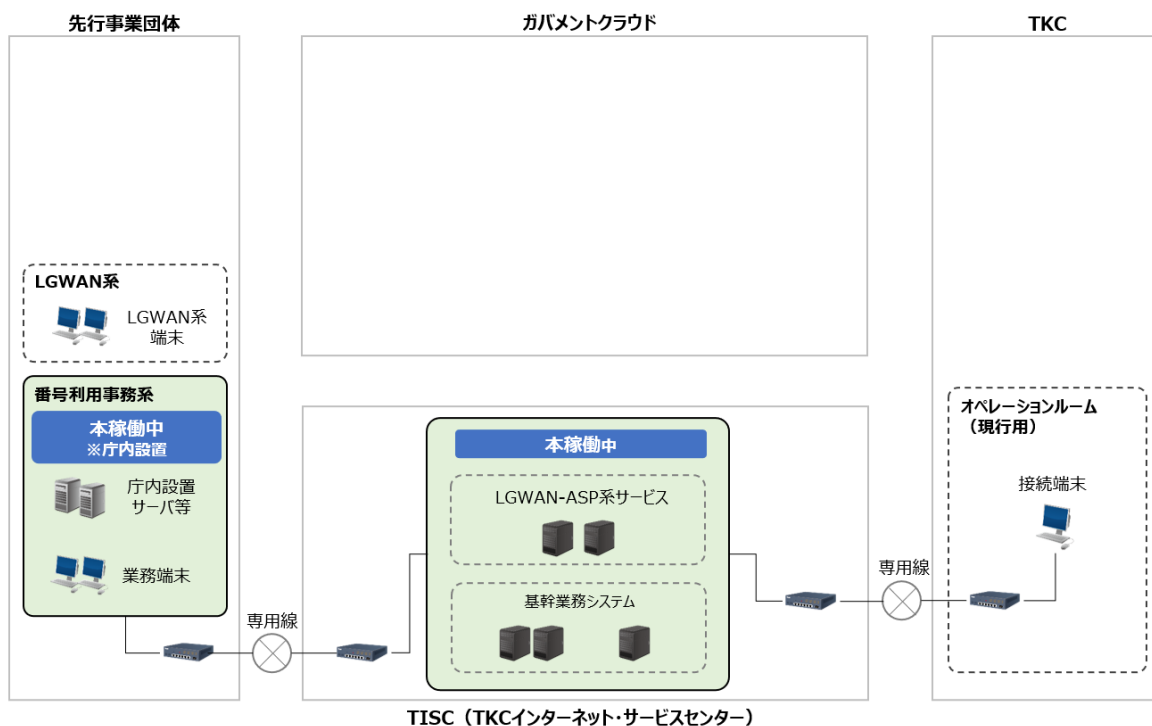 先行事業団体
ガバメントクラウド
TKC
LGWAN系
LGWAN系
端末
番号利用事務系
本稼働中
※庁内設置
庁内設置
サーバ等
業務端末
専用線
本稼働中
LGWAN-ASP系サービス
基幹業務システム
専用線
オペレーションルーム
（現行用）
接続端末
TISC（TKCインターネット・サービスセンター）